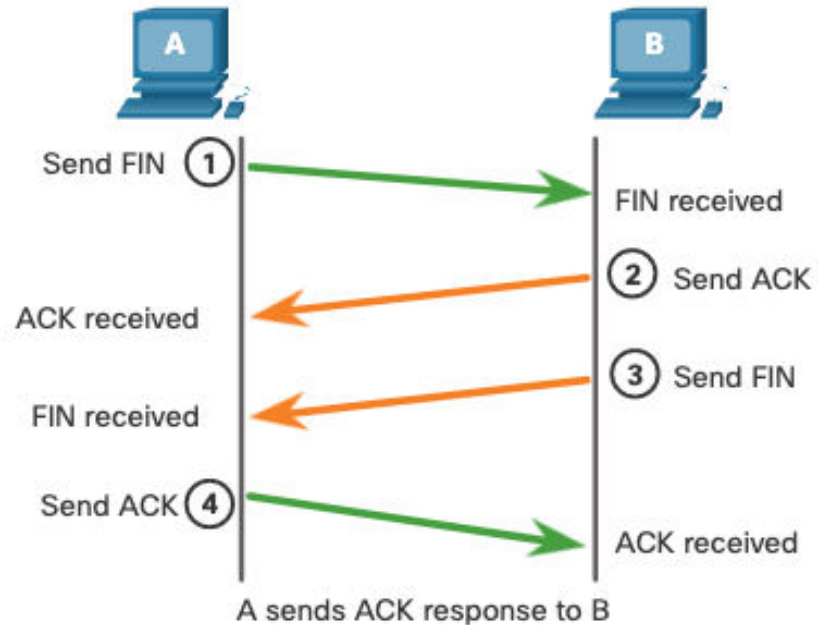 A
B
Send FIN 1
FIN received
2 Send ACK
ACK received
3 Send FIN
FIN received
Send ACK 4
ACK received
A sends ACK response to B